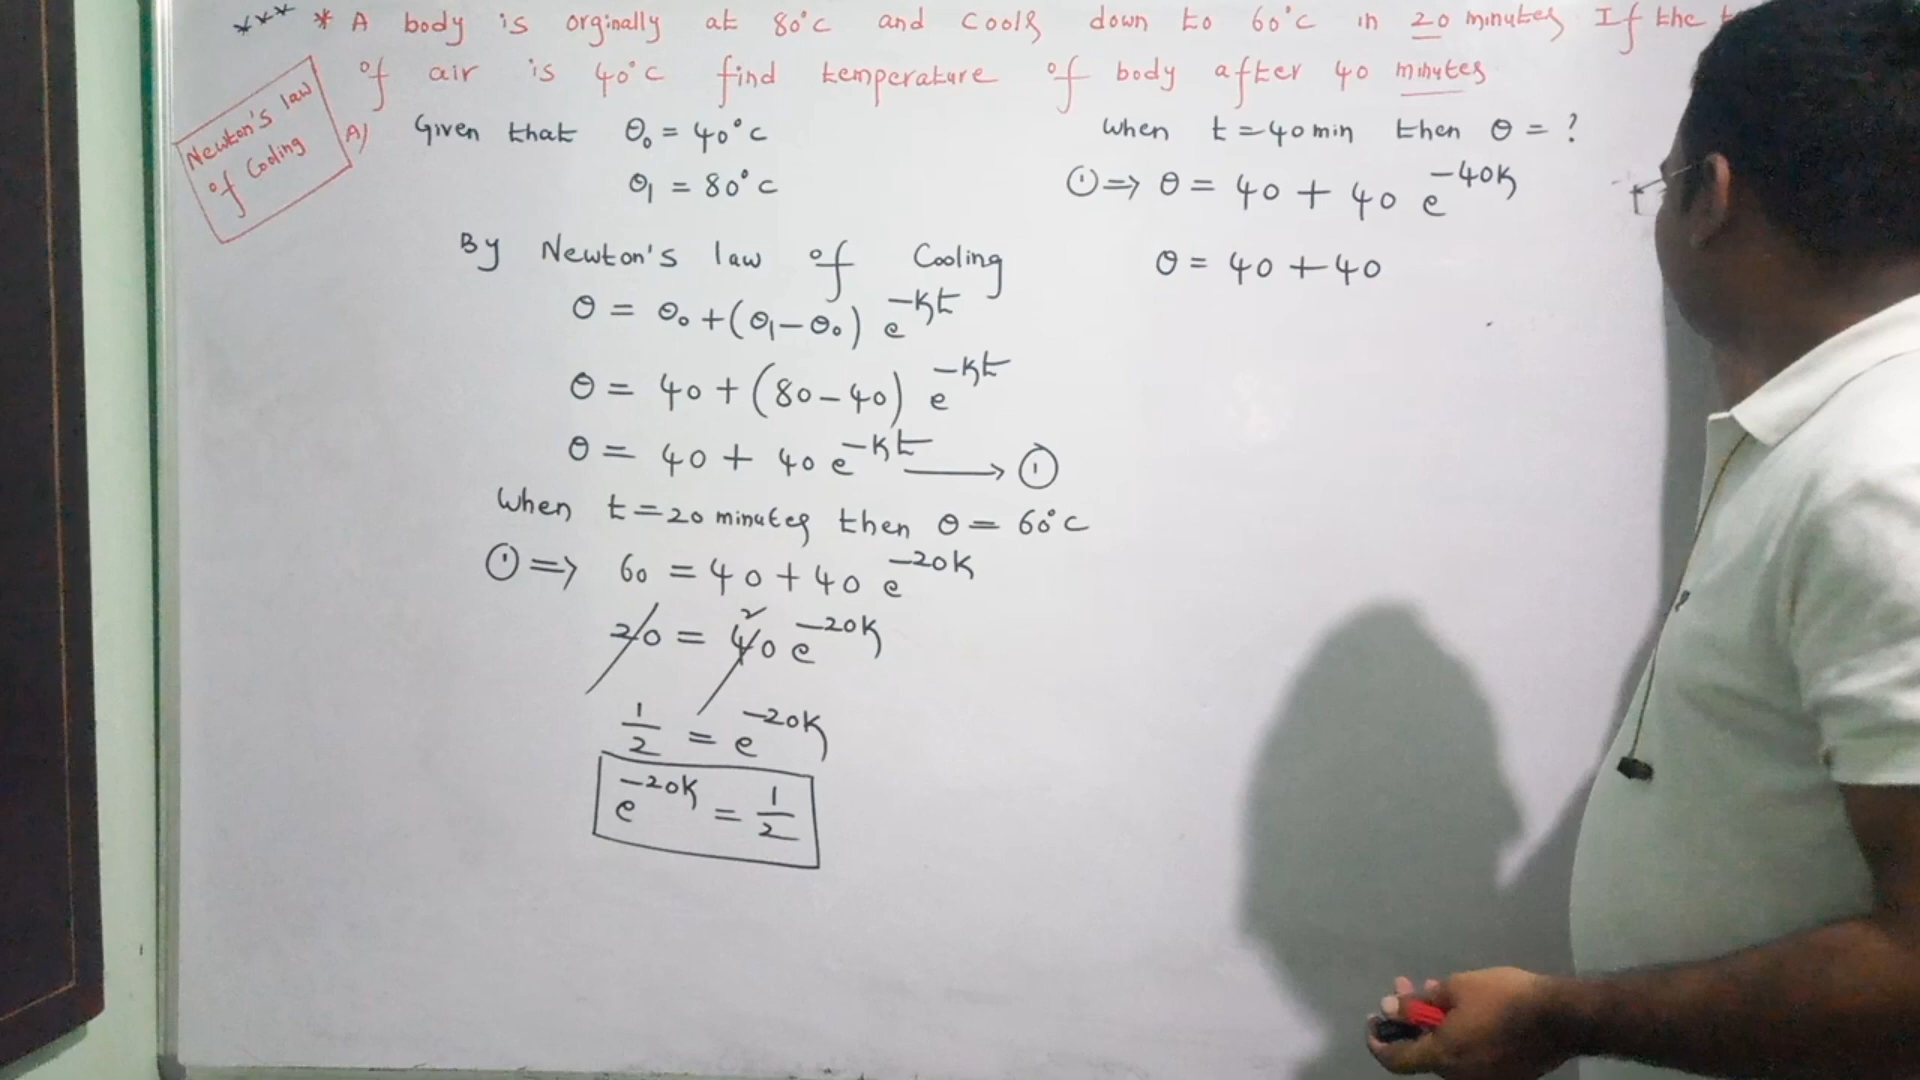 *** * A body is orginally at 80°c and cools down to 60°c in 20 minutes If the
of air is 40°c find temperature of body after 40 minutes
Newton's law
of Cooling
A) Given that θ₀ = 40°c
θ₁ = 80°c
By Newton's law of Cooling
θ = θ₀ + (θ₁ - θ₀) e^-kt
θ = 40 + (80 - 40) e^-kt
θ = 40 + 40 e^-kt → ①
When t = 20 minutes then θ = 60°c
① ⇒ 60 = 40 + 40 e^-20k
20 = 40 e^-20k
2
1/2 = e^-20k
e^-20k = 1/2
when t = 40 min then θ = ?
① ⇒ θ = 40 + 40 e^-40k
θ = 40 + 40